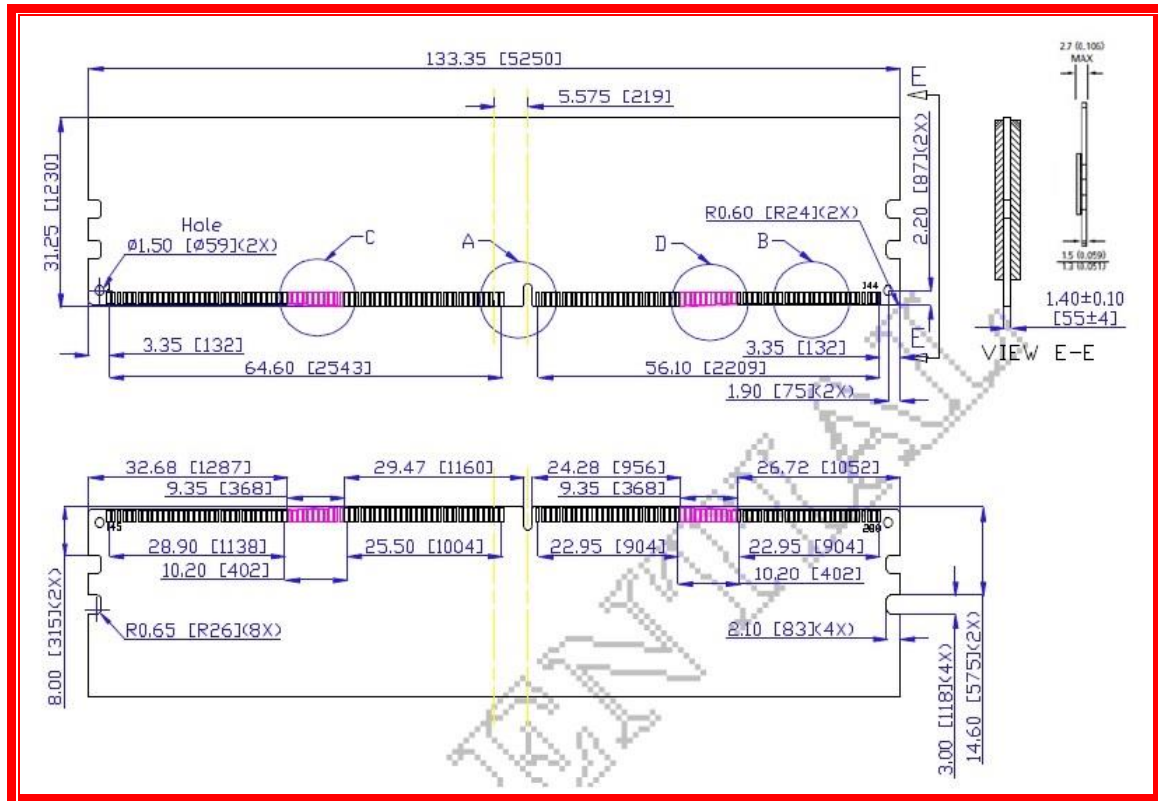 133.35 [5250]
5.575 [219]
E
2.7 (0.106)
MAX
31.25 [1230]
2.20 [87](2X)
Hole
Ø1.50 [Ø59](2X)
C
A
D
B
R0.60 [R24](2X)
1.5 (0.059)
1.3 (0.051)
144
1.40±0.10
[55±4]
3.35 [132]
3.35 [132]
E
VIEW E-E
64.60 [2543]
56.10 [2209]
1.90 [75](2X)
32.68 [1287]
29.47 [1160]
24.28 [956]
26.72 [1052]
9.35 [368]
9.35 [368]
145
28.90 [1138]
25.50 [1004]
22.95 [904]
22.95 [904]
10.20 [402]
10.20 [402]
R0.65 [R26](8X)
2.10 [83](4X)
8.00 [315](2X)
3.00 [118](4X)
14.60 [575](2X)